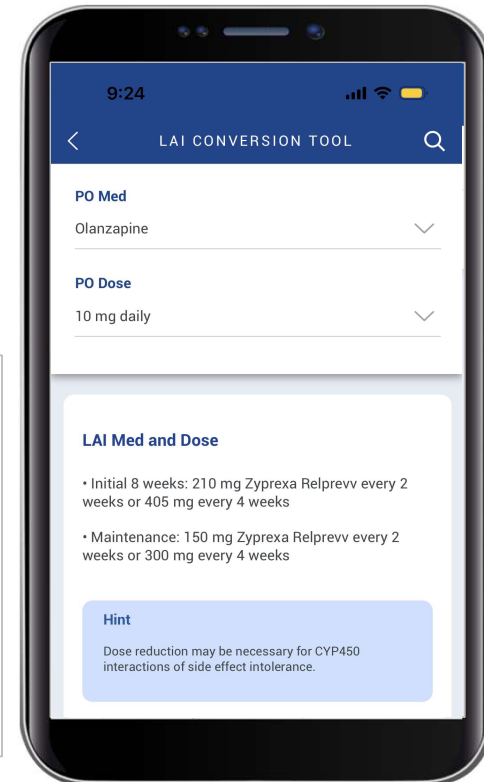 9:24
LAI CONVERSION TOOL
PO Med
Olanzapine
PO Dose
10 mg daily
LAI Med and Dose
• Initial 8 weeks: 210 mg Zyprexa Relprevv every 2
weeks or 405 mg every 4 weeks
• Maintenance: 150 mg Zyprexa Relprevv every 2
weeks or 300 mg every 4 weeks
Hint
Dose reduction may be necessary for CYP450
interactions of side effect intolerance.